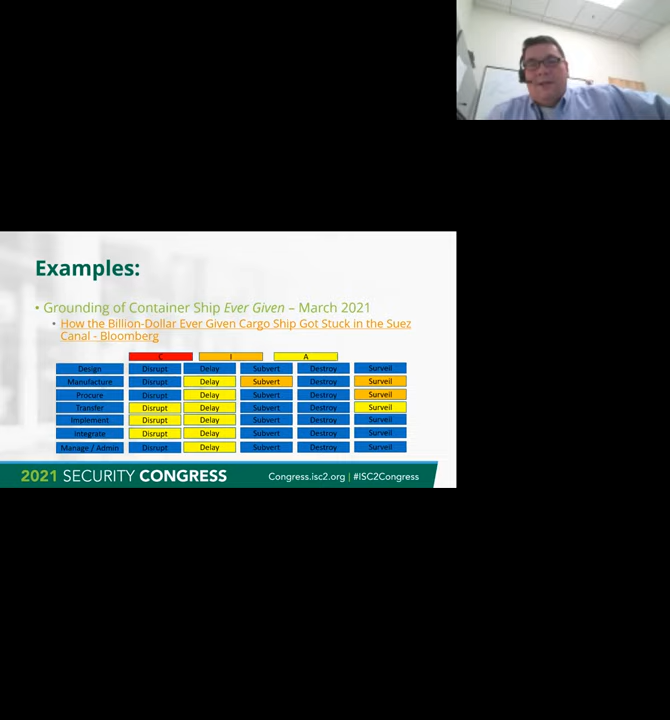 Examples:
• Grounding of Container Ship Ever Given – March 2021
• How the Billion-Dollar Ever Given Cargo Ship Got Stuck in the Suez
Canal - Bloomberg
C I A
Design Disrupt Delay Subvert Destroy Surveil
Manufacture Disrupt Delay Subvert Destroy Surveil
Procure Disrupt Delay Subvert Destroy Surveil
Transfer Disrupt Delay Subvert Destroy Surveil
Implement Disrupt Delay Subvert Destroy Surveil
Integrate Disrupt Delay Subvert Destroy Surveil
Manage / Admin Disrupt Delay Subvert Destroy Surveil
2021 SECURITY CONGRESS Congress.isc2.org | #ISC2Congress